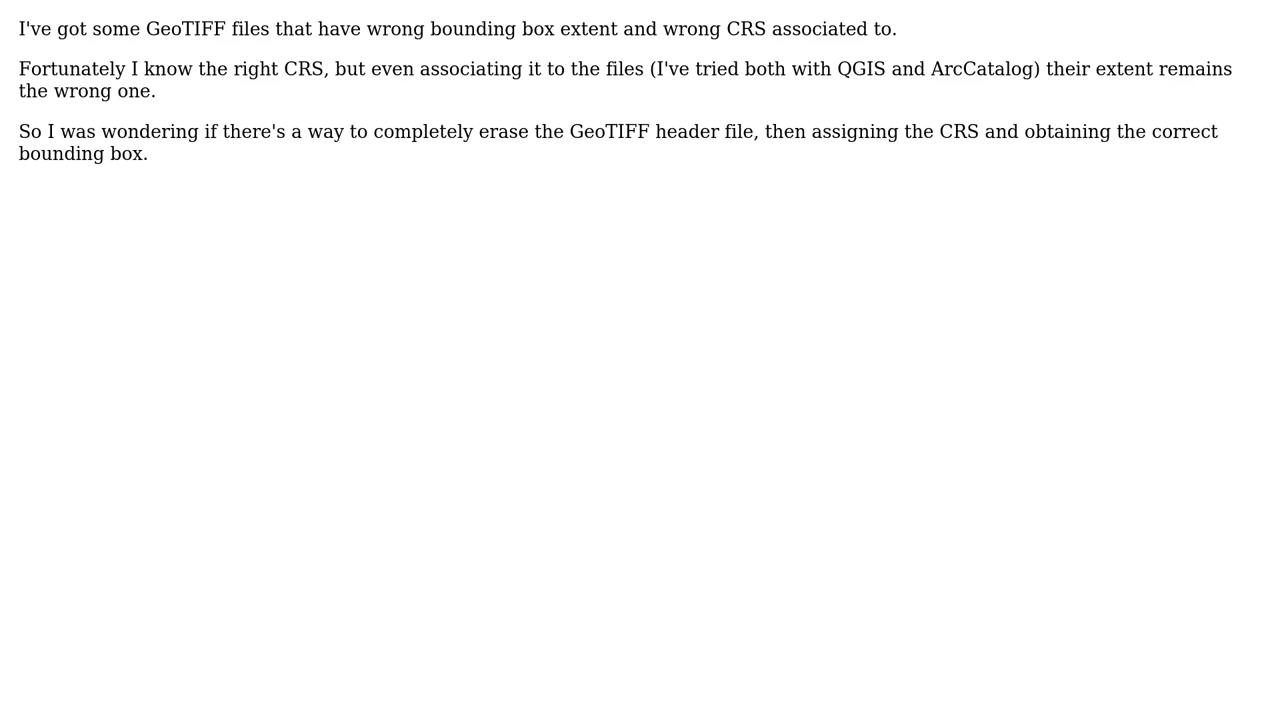 I've got some GeoTIFF files that have wrong bounding box extent and wrong CRS associated to.
Fortunately I know the right CRS, but even associating it to the files (I've tried both with QGIS and ArcCatalog) their extent remains
the wrong one.
So I was wondering if there's a way to completely erase the GeoTIFF header file, then assigning the CRS and obtaining the correct
bounding box.